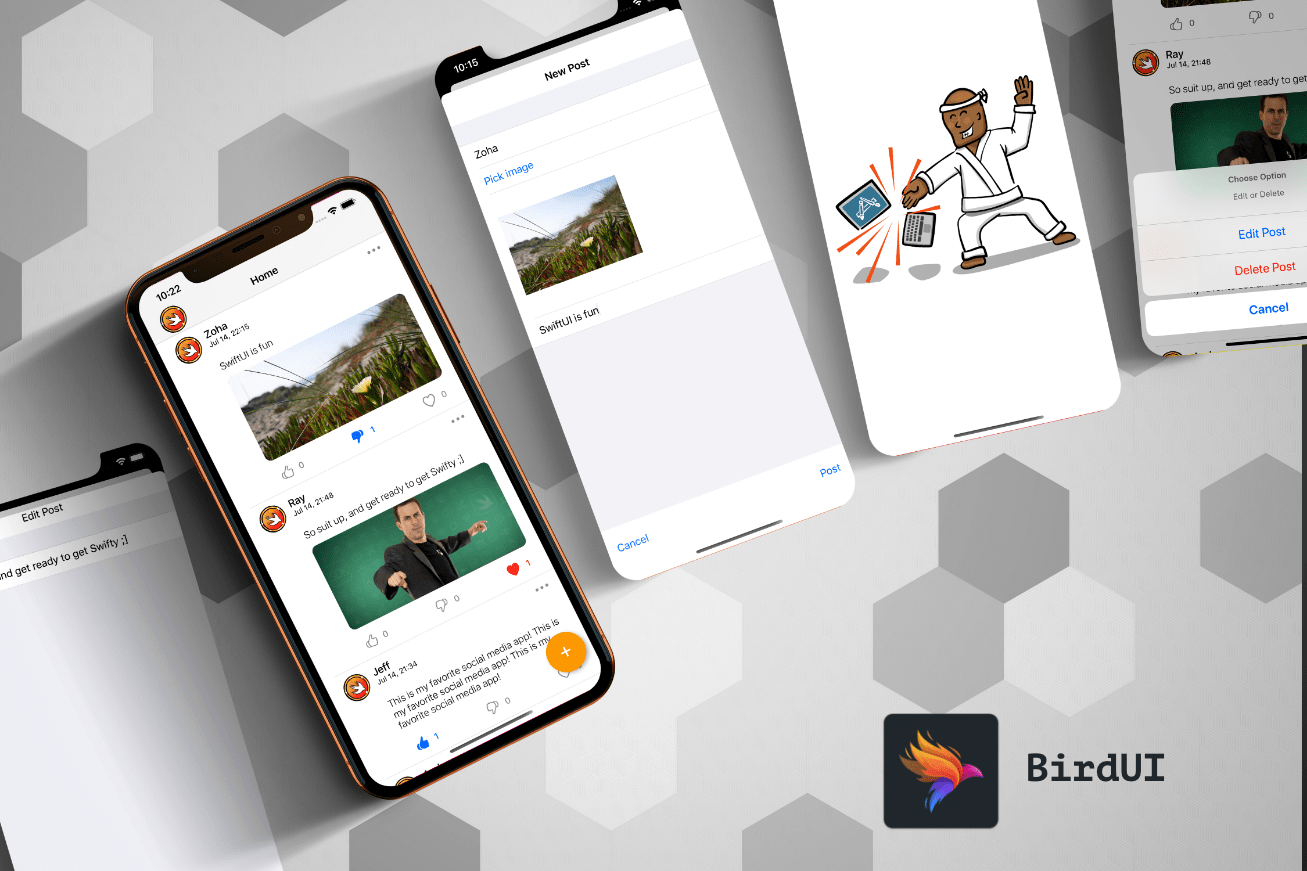 Edit Post
nd get ready to get Swifty ;]
10:22
Home
Zoha
Jul 14, 22:15
SwiftUI is fun
0
1
0
Ray
Jul 14, 21:48
So suit up, and get ready to get Swifty ;]
0
0
1
Jeff
Jul 14, 21:34
This is my favorite social media app! This is
my favorite social media app! This is my
favorite social media app!
1
0
+
10:15
New Post
Zoha
Pick image
SwiftUI is fun
Cancel
Post
0
0
Ray
Jul 14, 21:48
So suit up, and get ready to get
Choose Option
Edit or Delete
Edit Post
Delete Post
Cancel
BirdUI